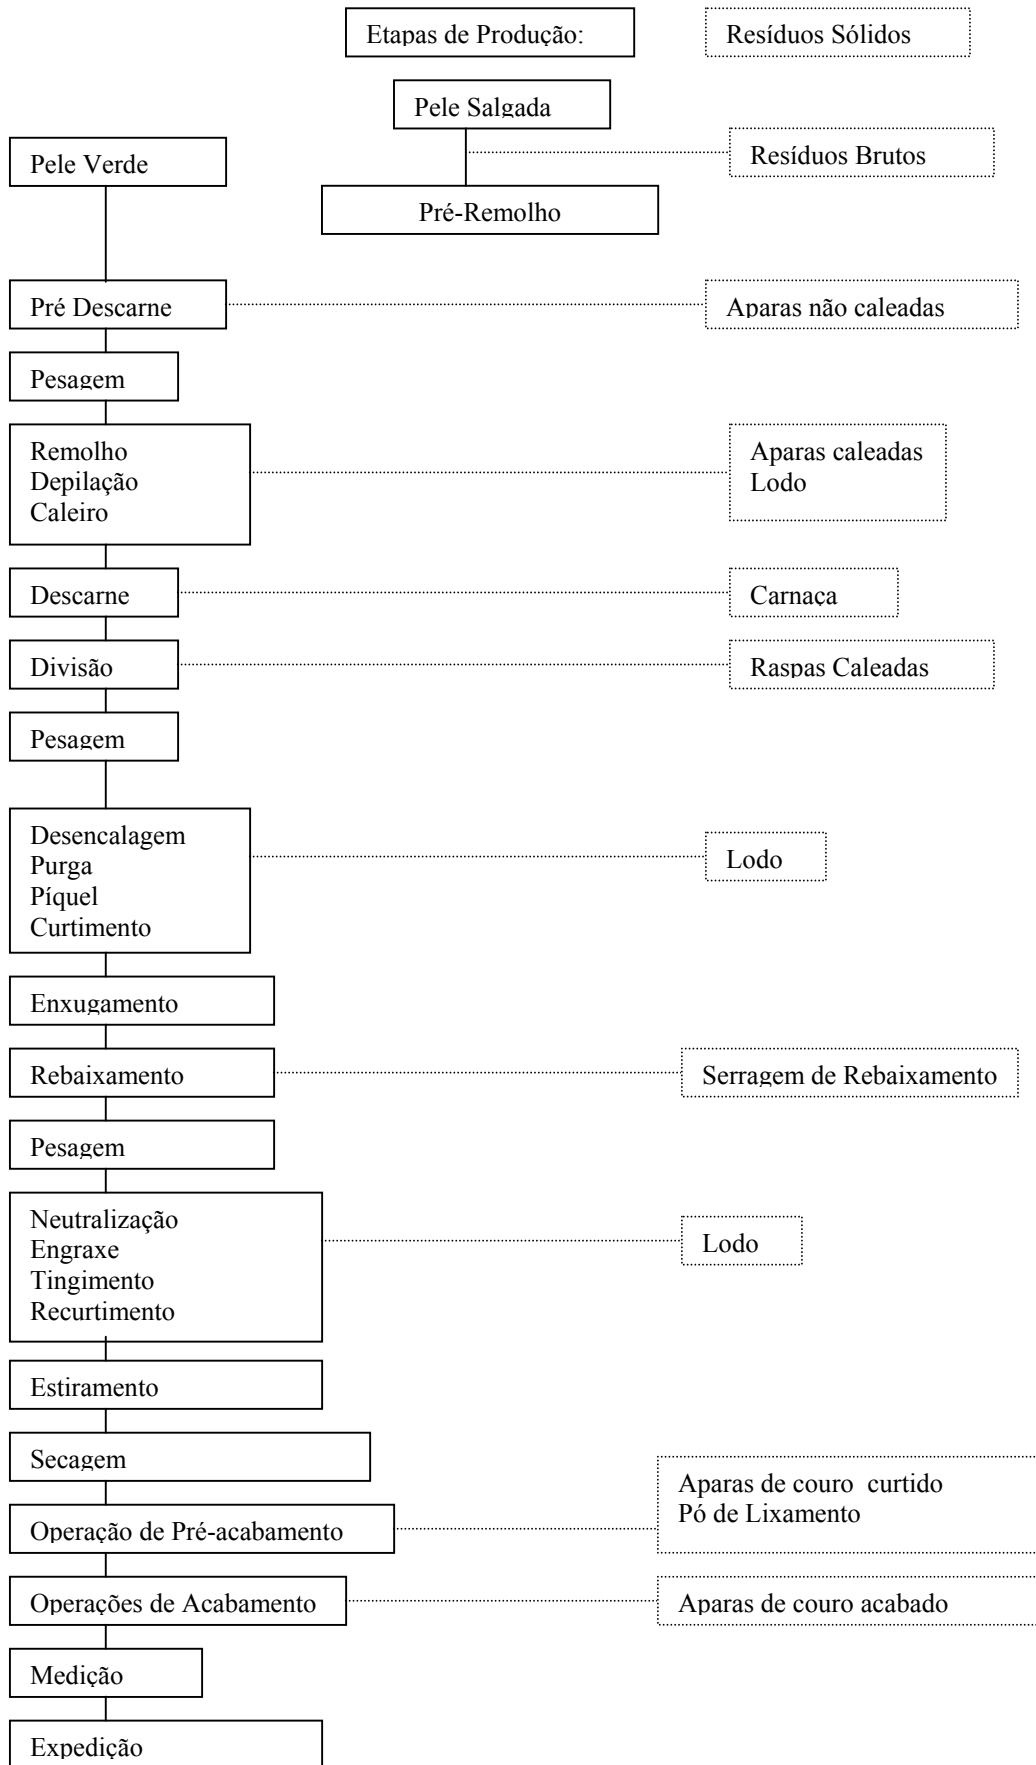 Etapas de Produção:
Resíduos Sólidos
Pele Salgada
Pele Verde
Resíduos Brutos
Pré-Remolho
Pré Descarne
Aparas não caleadas
Pesagem
Remolho
Depilação
Caleiro
Aparas caleadas
Lodo
Descarne
Carnaça
Divisão
Raspas Caleadas
Pesagem
Desencalagem
Purga
Píquel
Curtimento
Lodo
Enxugamento
Rebaixamento
Serragem de Rebaixamento
Pesagem
Neutralização
Engraxe
Tingimento
Recurtimento
Lodo
Estiramento
Secagem
Aparas de couro curtido
Pó de Lixamento
Operação de Pré-acabamento
Operações de Acabamento
Aparas de couro acabado
Medição
Expedição